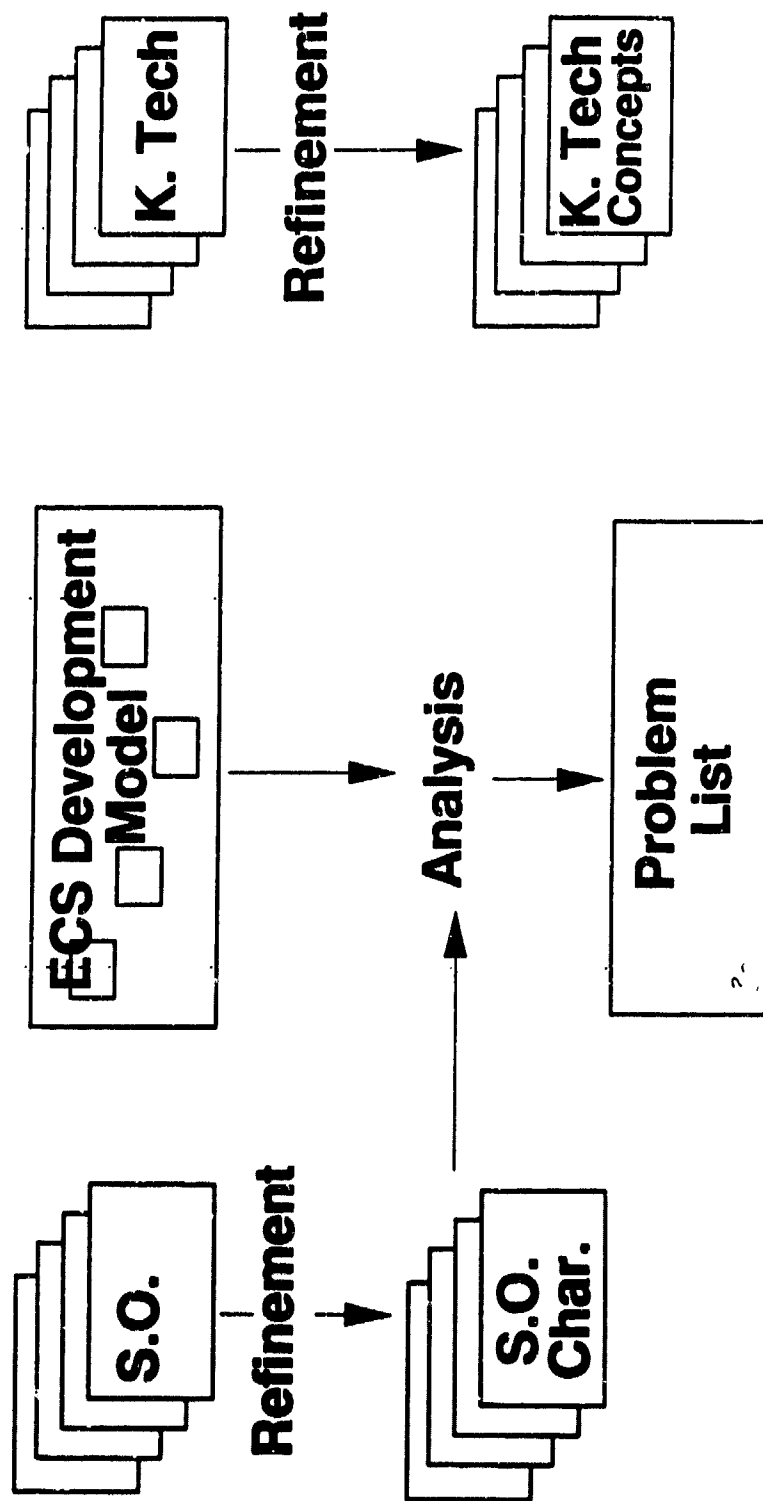 S.O.
ECS Development
Model
K. Tech
Refinement
Refinement
S.O.
Char.
Analysis
K. Tech
Concepts
Problem
List